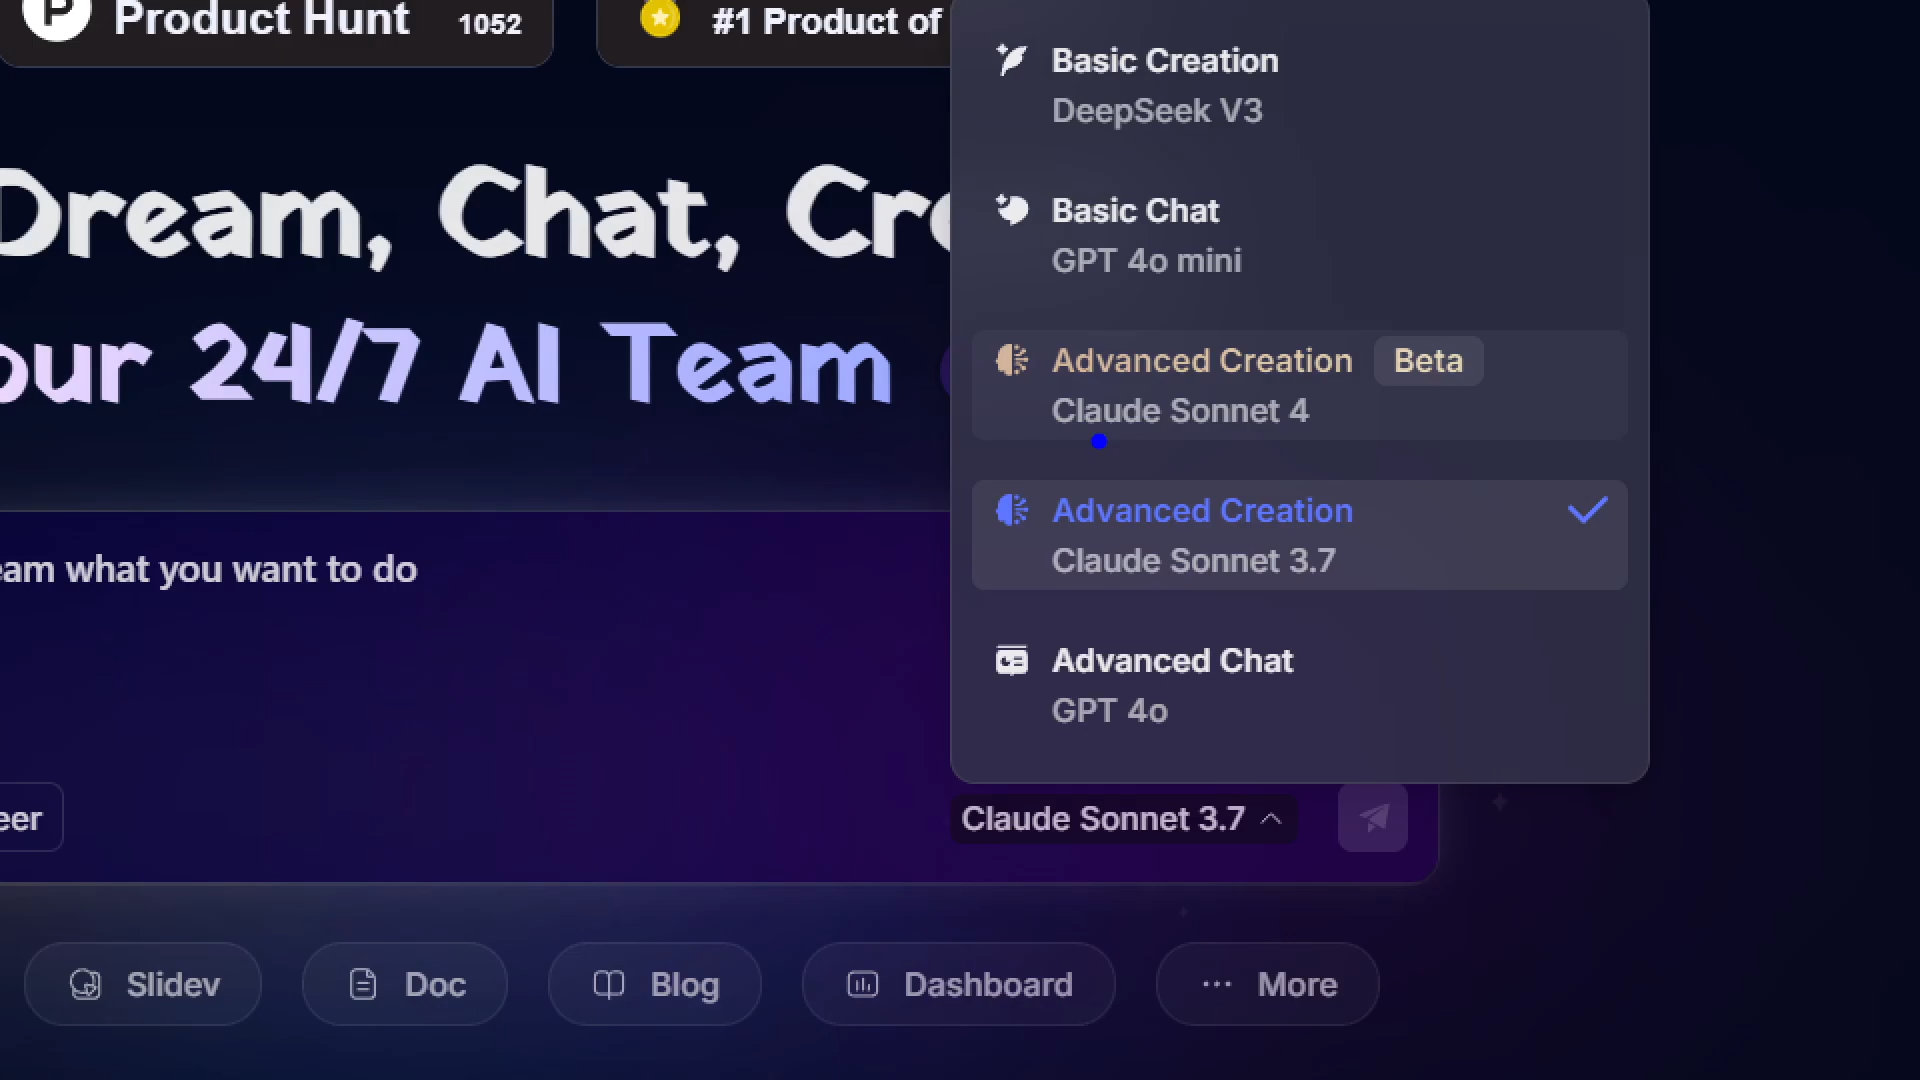 Product Hunt 1052
#1 Product of
Dream, Chat, Cre
our 24/7 AI Team
eam what you want to do
eer
Basic Creation
DeepSeek V3
Basic Chat
GPT 4o mini
Advanced Creation Beta
Claude Sonnet 4
Advanced Creation
Claude Sonnet 3.7
Advanced Chat
GPT 4o
Claude Sonnet 3.7
Slidev
Doc
Blog
Dashboard
More